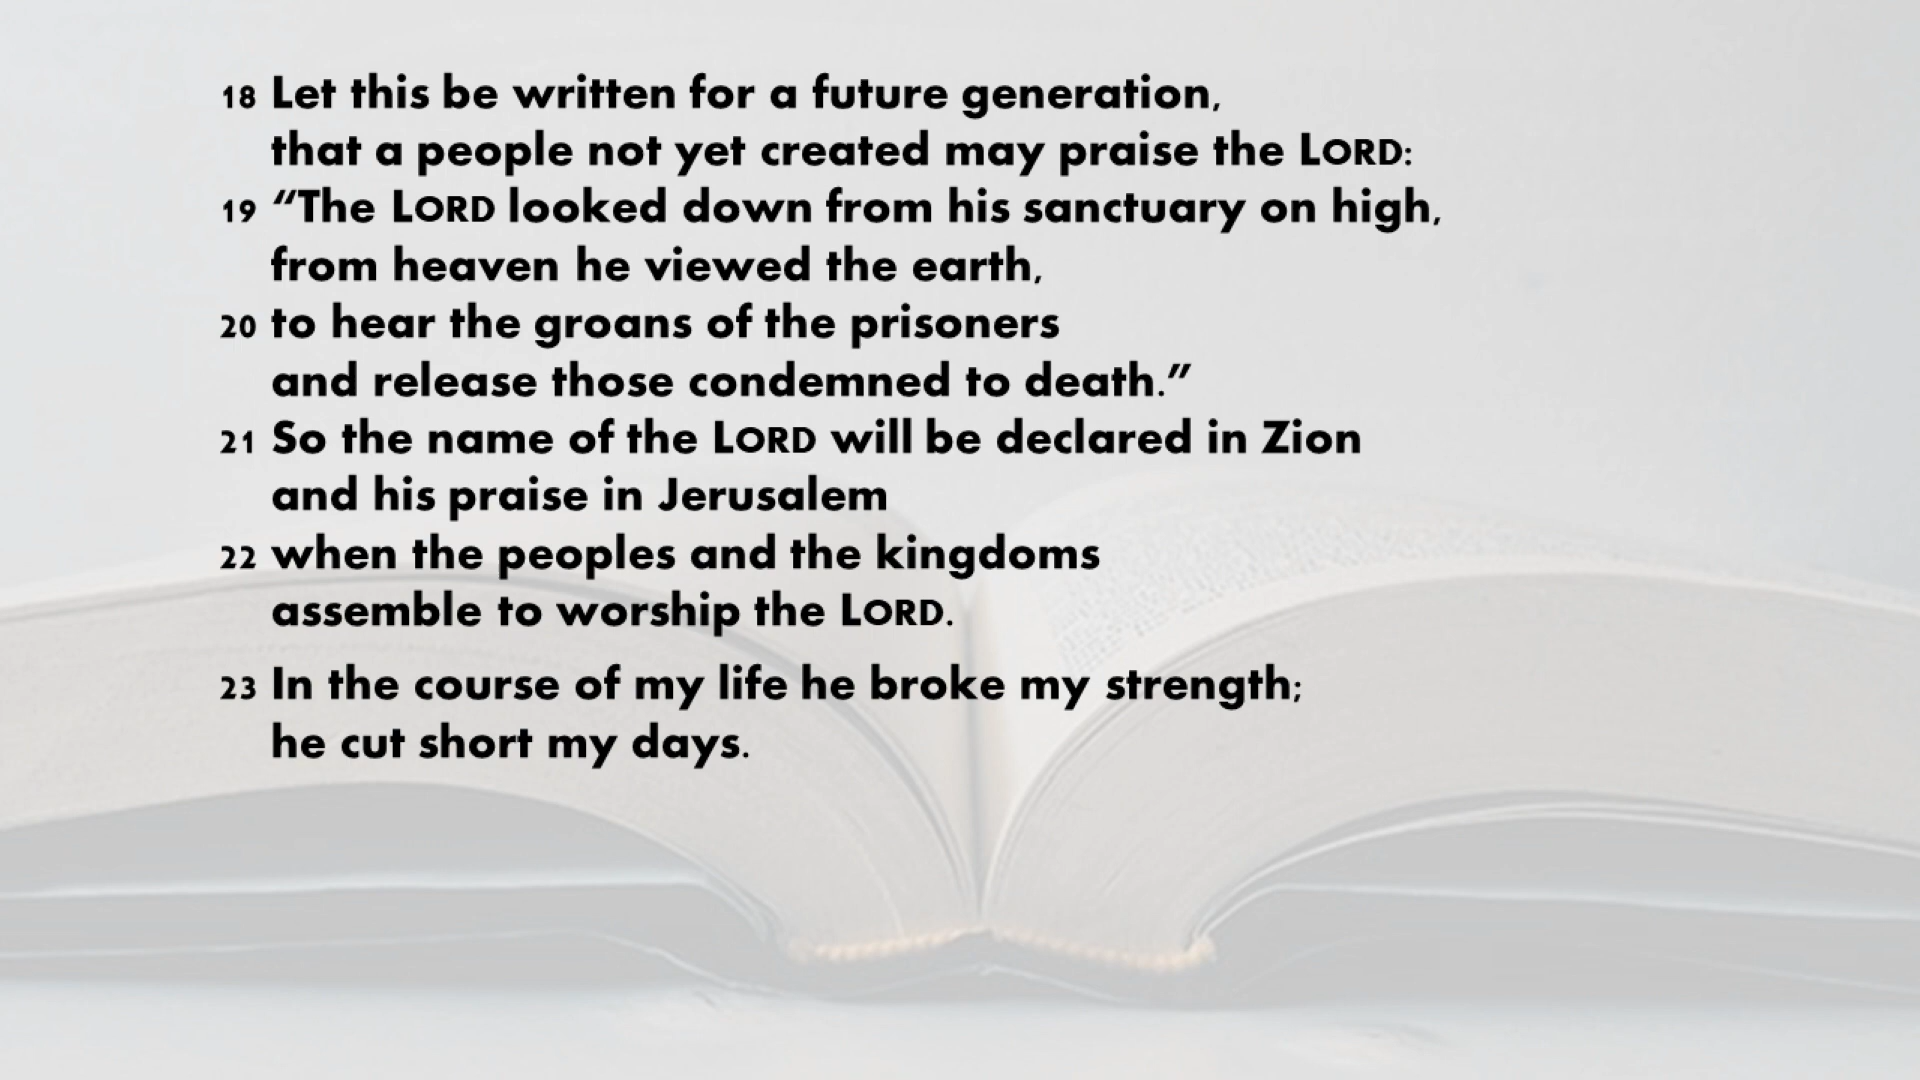 18 Let this be written for a future generation,
that a people not yet created may praise the LORD:
19 “The LORD looked down from his sanctuary on high,
from heaven he viewed the earth,
20 to hear the groans of the prisoners
and release those condemned to death.”
21 So the name of the LORD will be declared in Zion
and his praise in Jerusalem
22 when the peoples and the kingdoms
assemble to worship the LORD.
23 In the course of my life he broke my strength;
he cut short my days.